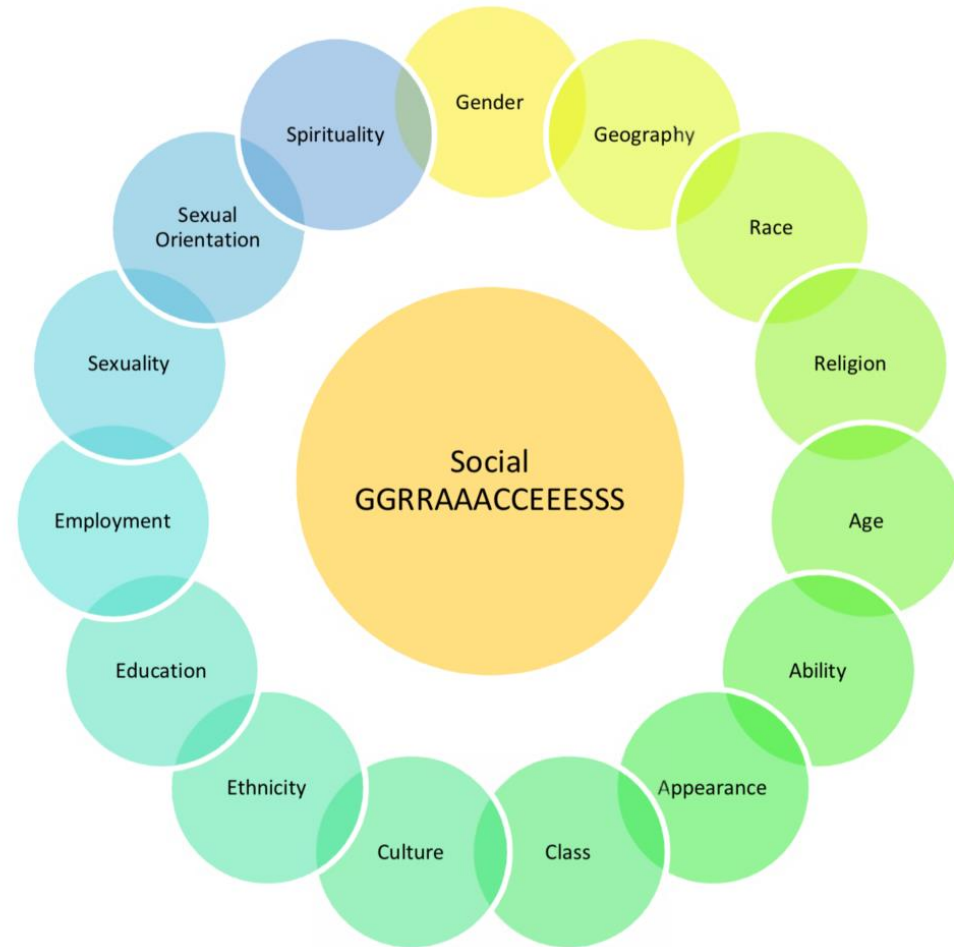 Social
GGRRAAACCEEESSS
Gender
Geography
Race
Religion
Age
Ability
Appearance
Class
Culture
Ethnicity
Education
Employment
Sexuality
Sexual
Orientation
Spirituality